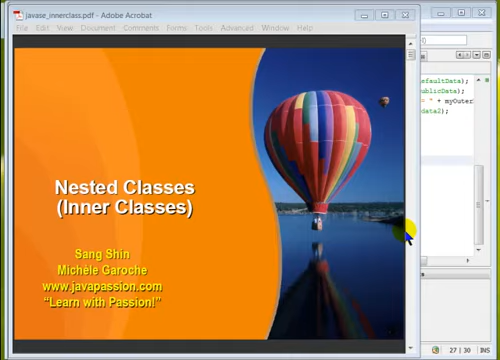 javase_innerclass.pdf - Adobe Acrobat
File Edit View Document Comments Forms Tools Advanced Window Help
Nested Classes
(Inner Classes)
Sang Shin
Michèle Garoche
www.javapassion.com
“Learn with Passion!”
efaultData);
ublicData);
= " + myOuter
data2);
27 / 30 INS